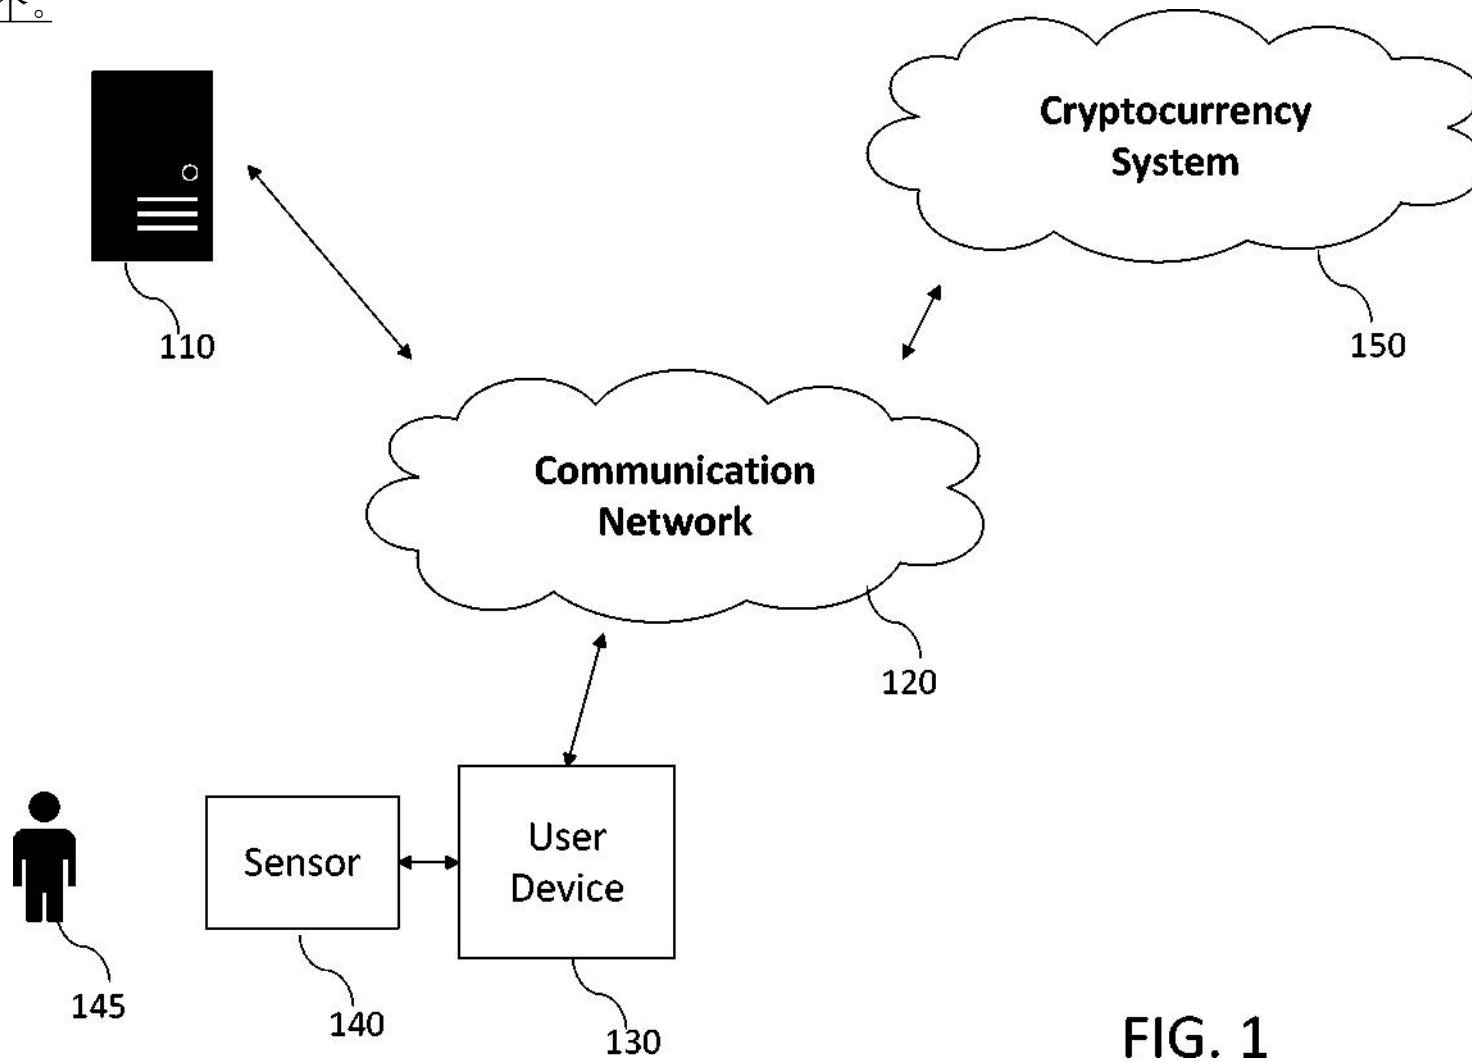 Cryptocurrency
System
110
150
Communication
Network
120
Sensor
User
Device
145
140
130
FIG. 1